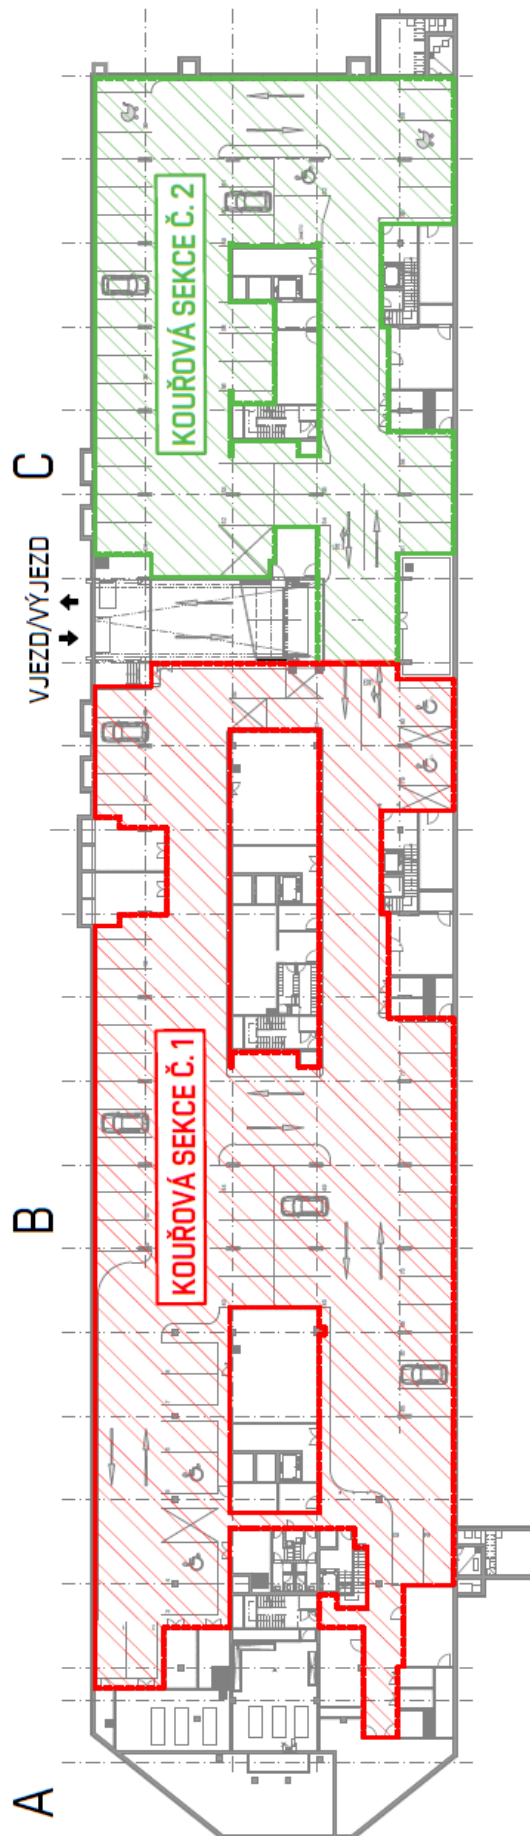 A
B
C
VJEZD/VÝJEZD
KOUŘOVÁ SEKCE Č. 1
KOUŘOVÁ SEKCE Č. 2